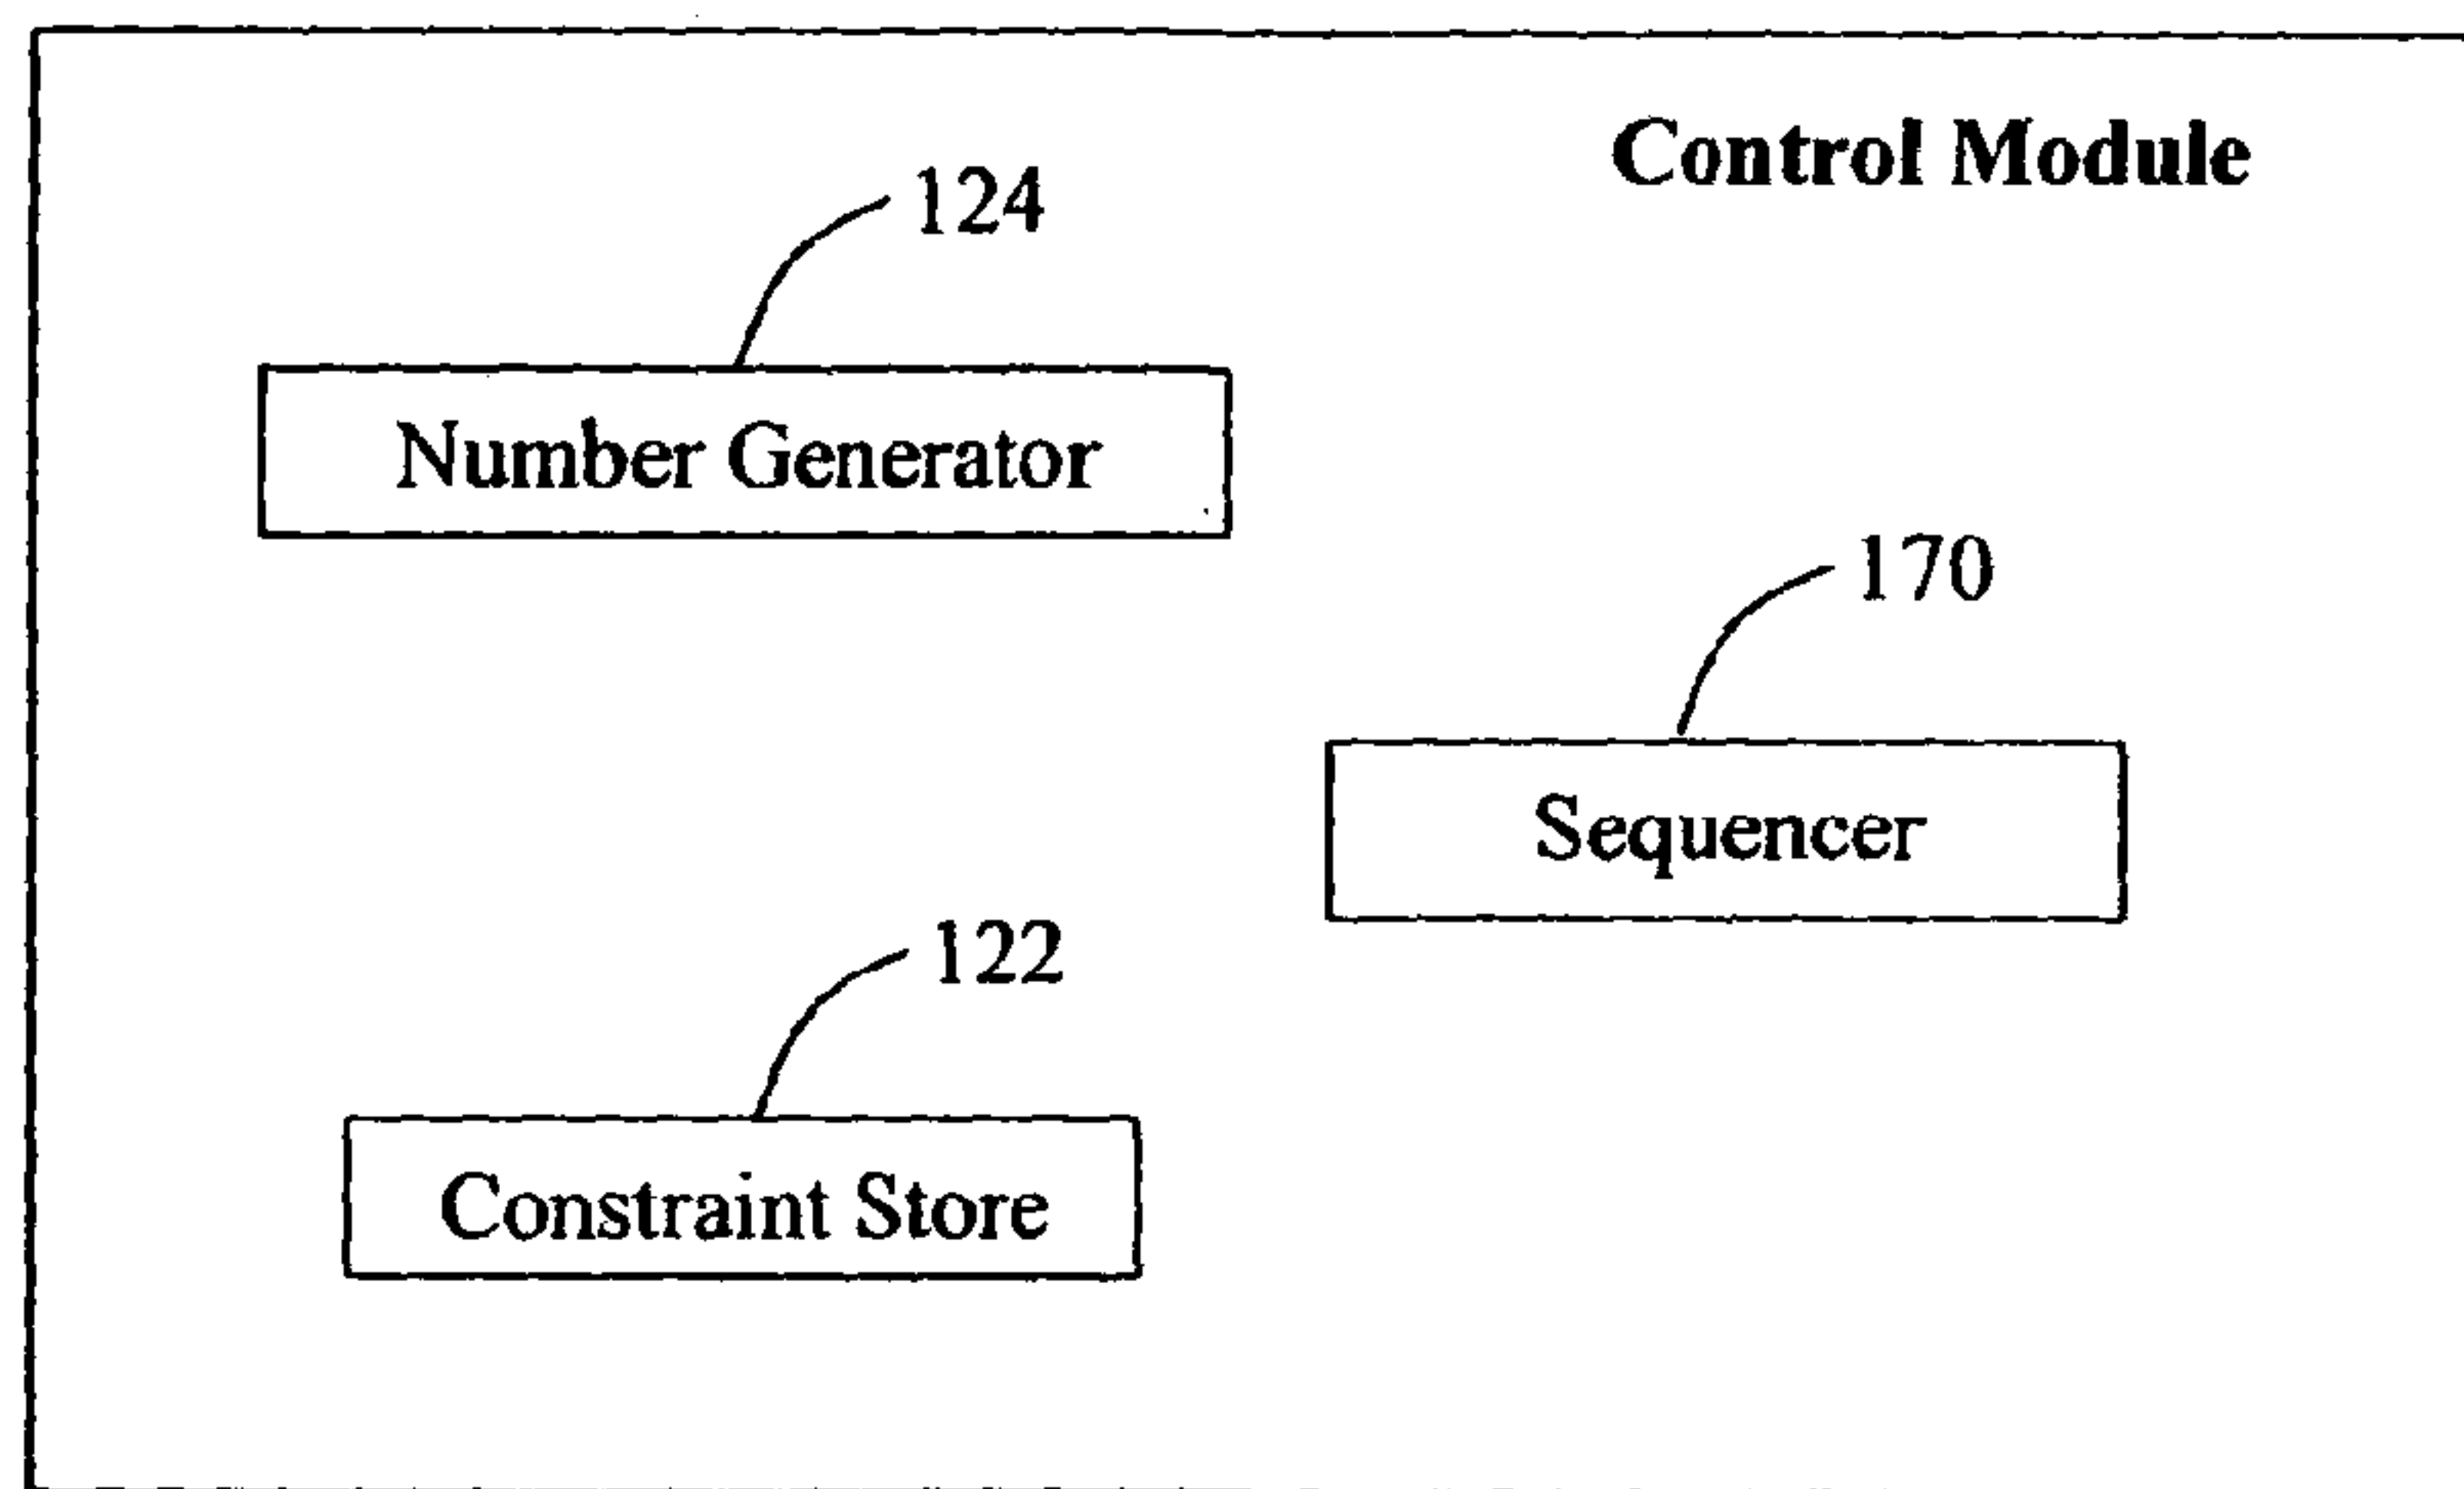 Control Module
124
Number Generator
170
Sequencer
122
Constraint Store